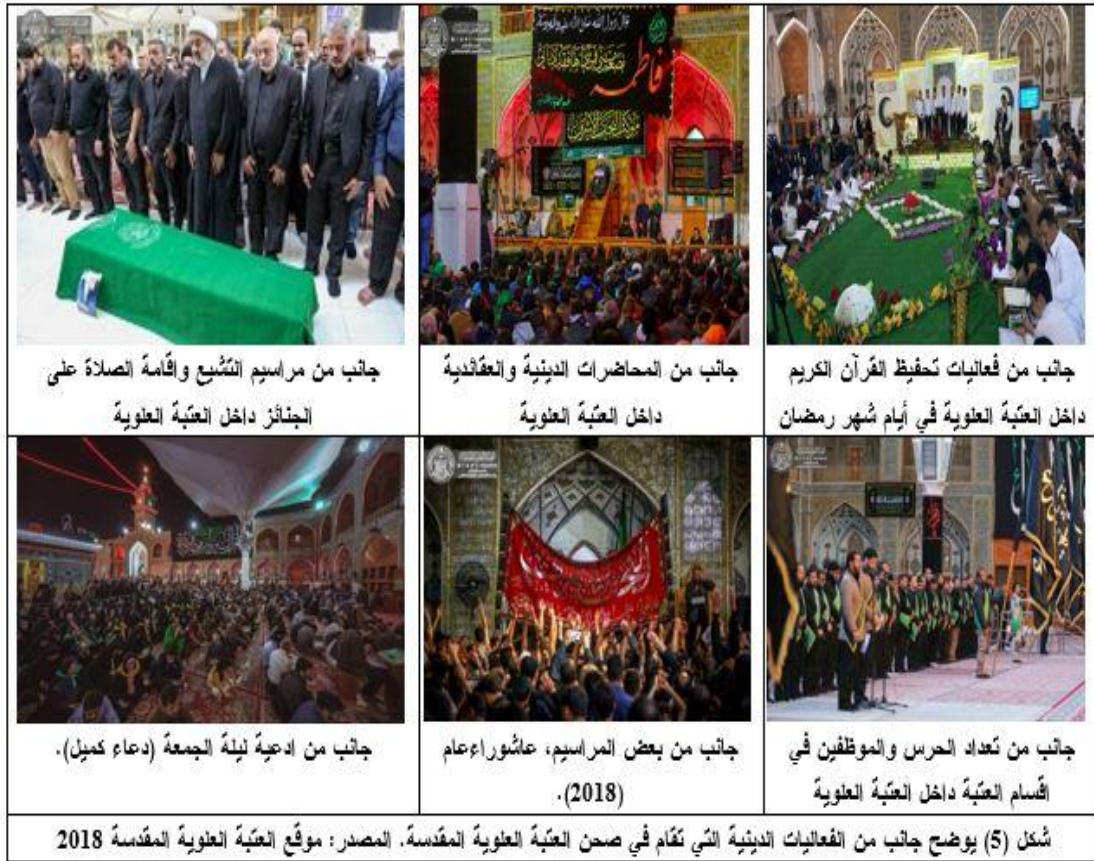 جانب من فعاليات تحفيظ القرآن الكريم
داخل العتبة العلوية في أيام شهر رمضان
جانب من المحاضرات الدينية والعقائدية
داخل العتبة العلوية
جانب من مراسيم التشيع واقامة الصلاة على
الجنائز داخل العتبة العلوية
فاطمة
جانب من تعداد الحرس والموظفين في
اقسام العتبة داخل العتبة العلوية
جانب من بعض المراسيم، عاشوراءعام
(2018).
جانب من ادعية ليلة الجمعة (دعاء كميل).
شكل (5) يوضح جانب من الفعاليات الدينية التي تقام في صحن العتبة العلوية المقدسة. المصدر: موقع العتبة العلوية المقدسة 2018